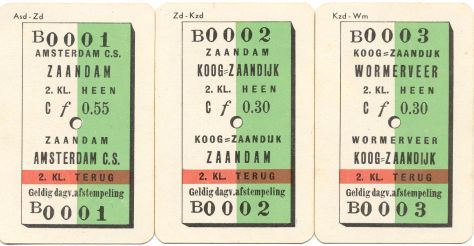 Asd - Zd
B0001
AMSTERDAM C.S.
ZAANDAM
2. KL. HEEN
C f 0.55
ZAANDAM
AMSTERDAM C.S.
2. KL. TERUG
Geldig dagv. afstempeling
B0001
Zd - Kzd
B0002
ZAANDAM
KOOG=ZAANDIJK
2. KL. HEEN
C f 0.30
KOOG=ZAANDIJK
ZAANDAM
2. KL. TERUG
Geldig dagv. afstempeling
B0002
Kzd - Wm
B0003
KOOG=ZAANDIJK
WORMERVEER
2. KL. HEEN
C f 0.30
WORMERVEER
KOOG=ZAANDIJK
2. KL. TERUG
Geldig dagv. afstempeling
B0003